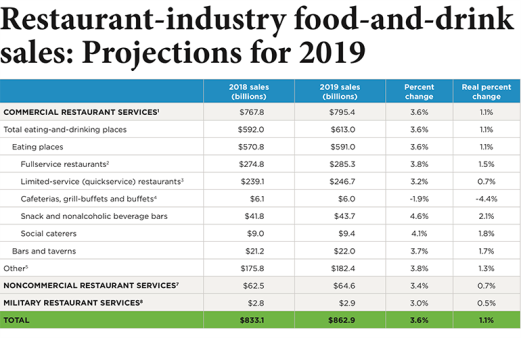 Restaurant-industry food-and-drink
sales: Projections for 2019
2018 sales (billions) 2019 sales (billions) Percent change Real percent change
COMMERCIAL RESTAURANT SERVICES¹ $767.8 $795.4 3.6% 1.1%
Total eating-and-drinking places $592.0 $613.0 3.6% 1.1%
Eating places $570.8 $591.0 3.6% 1.1%
Fullservice restaurants² $274.8 $285.3 3.8% 1.5%
Limited-service (quickservice) restaurants³ $239.1 $246.7 3.2% 0.7%
Cafeterias, grill-buffets and buffets⁴ $6.1 $6.0 -1.9% -4.4%
Snack and nonalcoholic beverage bars $41.8 $43.7 4.6% 2.1%
Social caterers $9.0 $9.4 4.1% 1.8%
Bars and taverns $21.2 $22.0 3.7% 1.7%
Other⁵ $175.8 $182.4 3.8% 1.3%
NONCOMMERCIAL RESTAURANT SERVICES⁷ $62.5 $64.6 3.4% 0.7%
MILITARY RESTAURANT SERVICES⁸ $2.8 $2.9 3.0% 0.5%
TOTAL $833.1 $862.9 3.6% 1.1%